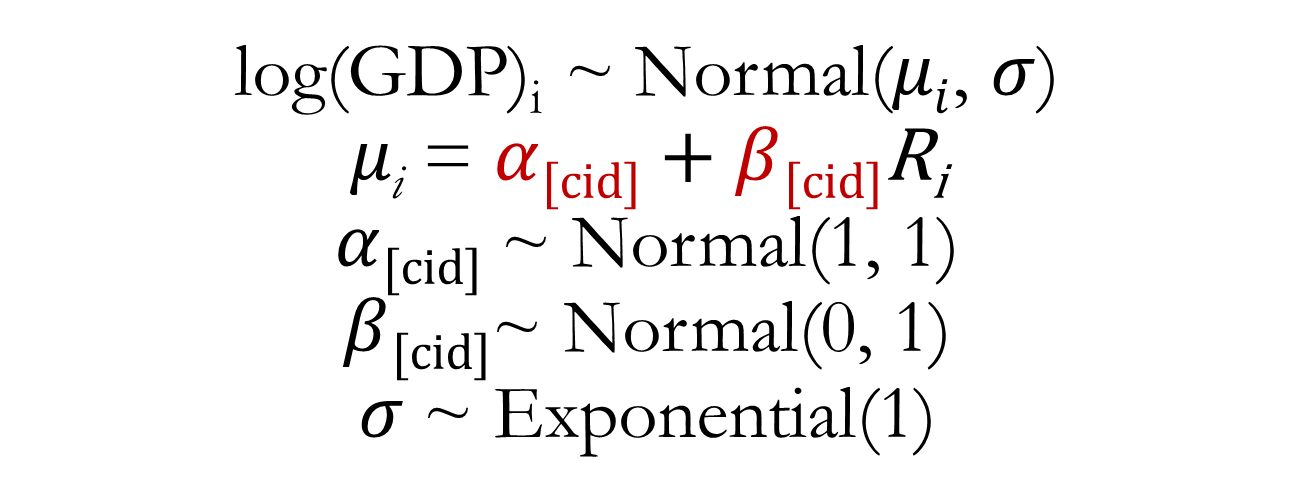 log(GDP)i ~ Normal(μi, σ)
μi = α[cid] + β[cid]Ri
α[cid] ~ Normal(1, 1)
β[cid]~ Normal(0, 1)
σ ~ Exponential(1)